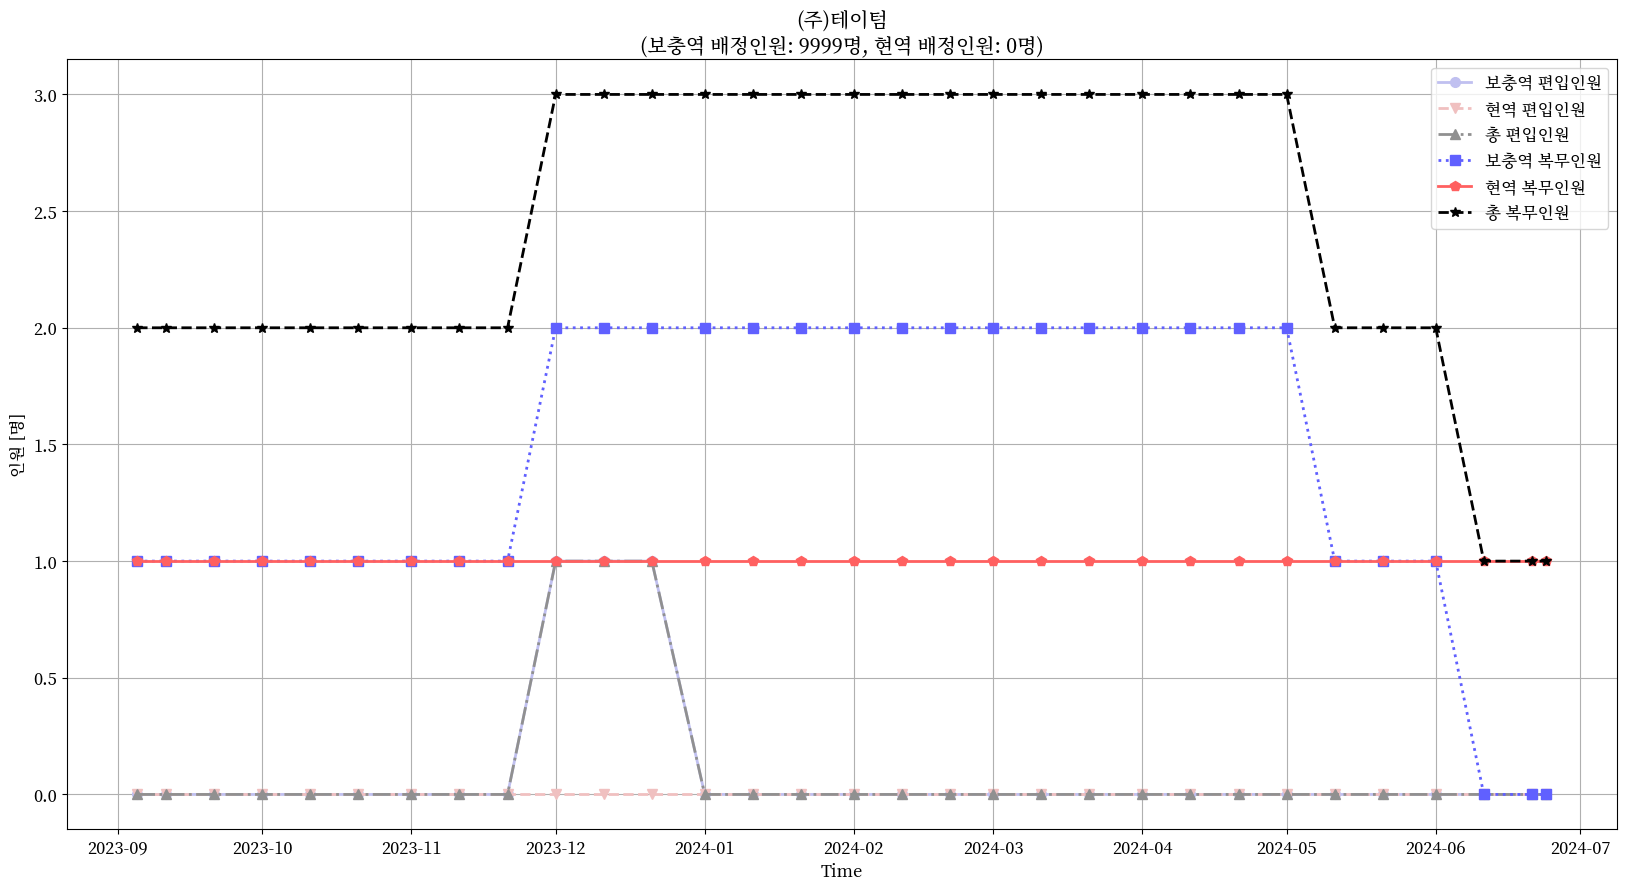 (주)테이텀
(보충역 배정인원: 9999명, 현역 배정인원: 0명)
보충역 편입인원
현역 편입인원
총 편입인원
보충역 복무인원
현역 복무인원
총 복무인원
3.0
2.5
2.0
1.5
1.0
0.5
0.0
인원 [명]
2023-09 2023-10 2023-11 2023-12 2024-01 2024-02 2024-03 2024-04 2024-05 2024-06 2024-07
Time